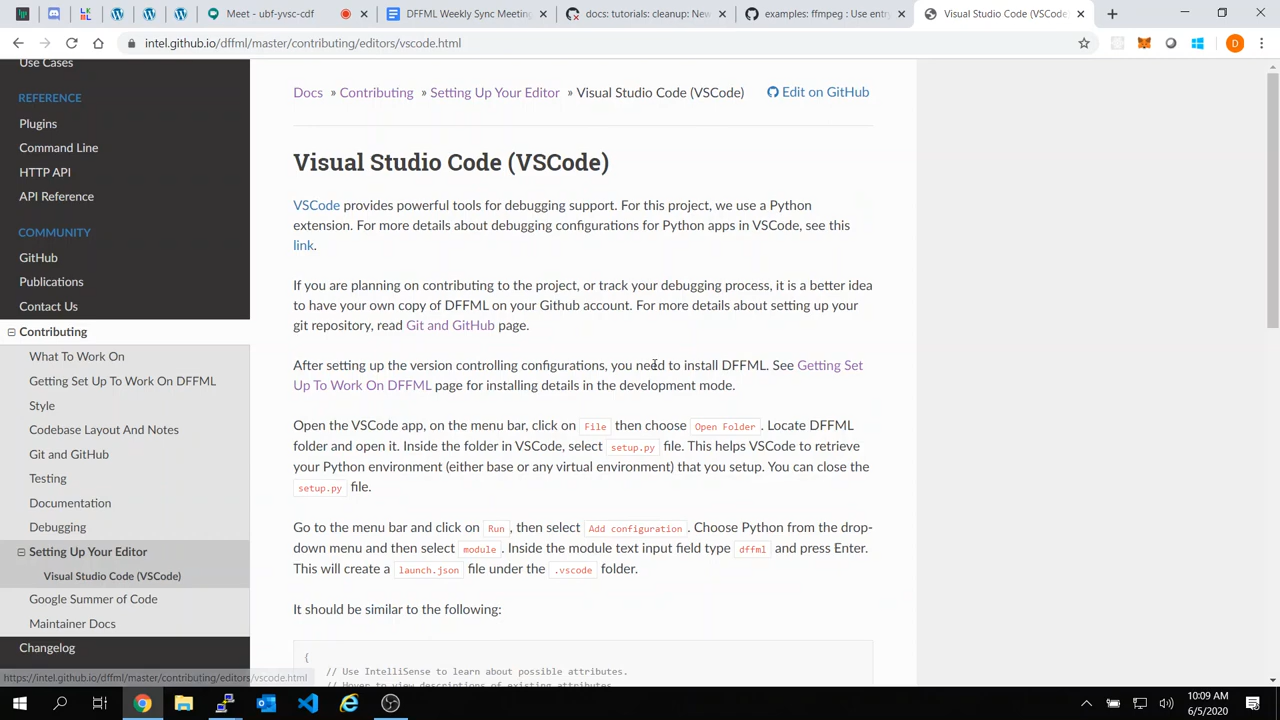 Meet - ubf-yvsc-cdf
DFFML Weekly Sync Meeting
docs: tutorials: cleanup: New
examples: ffmpeg : Use entry
Visual Studio Code (VSCode
intel.github.io/dffml/master/contributing/editors/vscode.html
D
Use Cases
REFERENCE
Plugins
Command Line
HTTP API
API Reference
COMMUNITY
GitHub
Publications
Contact Us
Contributing
What To Work On
Getting Set Up To Work On DFFML
Style
Codebase Layout And Notes
Git and GitHub
Testing
Documentation
Debugging
Setting Up Your Editor
Visual Studio Code (VSCode)
Google Summer of Code
Maintainer Docs
Changelog
https://intel.github.io/dffml/master/contributing/editors/vscode.html
Docs » Contributing » Setting Up Your Editor » Visual Studio Code (VSCode)
Edit on GitHub
Visual Studio Code (VSCode)
VSCode provides powerful tools for debugging support. For this project, we use a Python
extension. For more details about debugging configurations for Python apps in VSCode, see this
link.
If you are planning on contributing to the project, or track your debugging process, it is a better idea
to have your own copy of DFFML on your Github account. For more details about setting up your
git repository, read Git and GitHub page.
After setting up the version controlling configurations, you need to install DFFML. See Getting Set
Up To Work On DFFML page for installing details in the development mode.
Open the VSCode app, on the menu bar, click on File then choose Open Folder. Locate DFFML
folder and open it. Inside the folder in VSCode, select setup.py file. This helps VSCode to retrieve
your Python environment (either base or any virtual environment) that you setup. You can close the
setup.py file.
Go to the menu bar and click on Run, then select Add configuration. Choose Python from the drop-
down menu and then select module. Inside the module text input field type dffml and press Enter.
This will create a launch.json file under the .vscode folder.
It should be similar to the following:
{
// Use IntelliSense to learn about possible attributes.
// Hover to view descriptions of existing attributes.
10:09 AM
6/5/2020